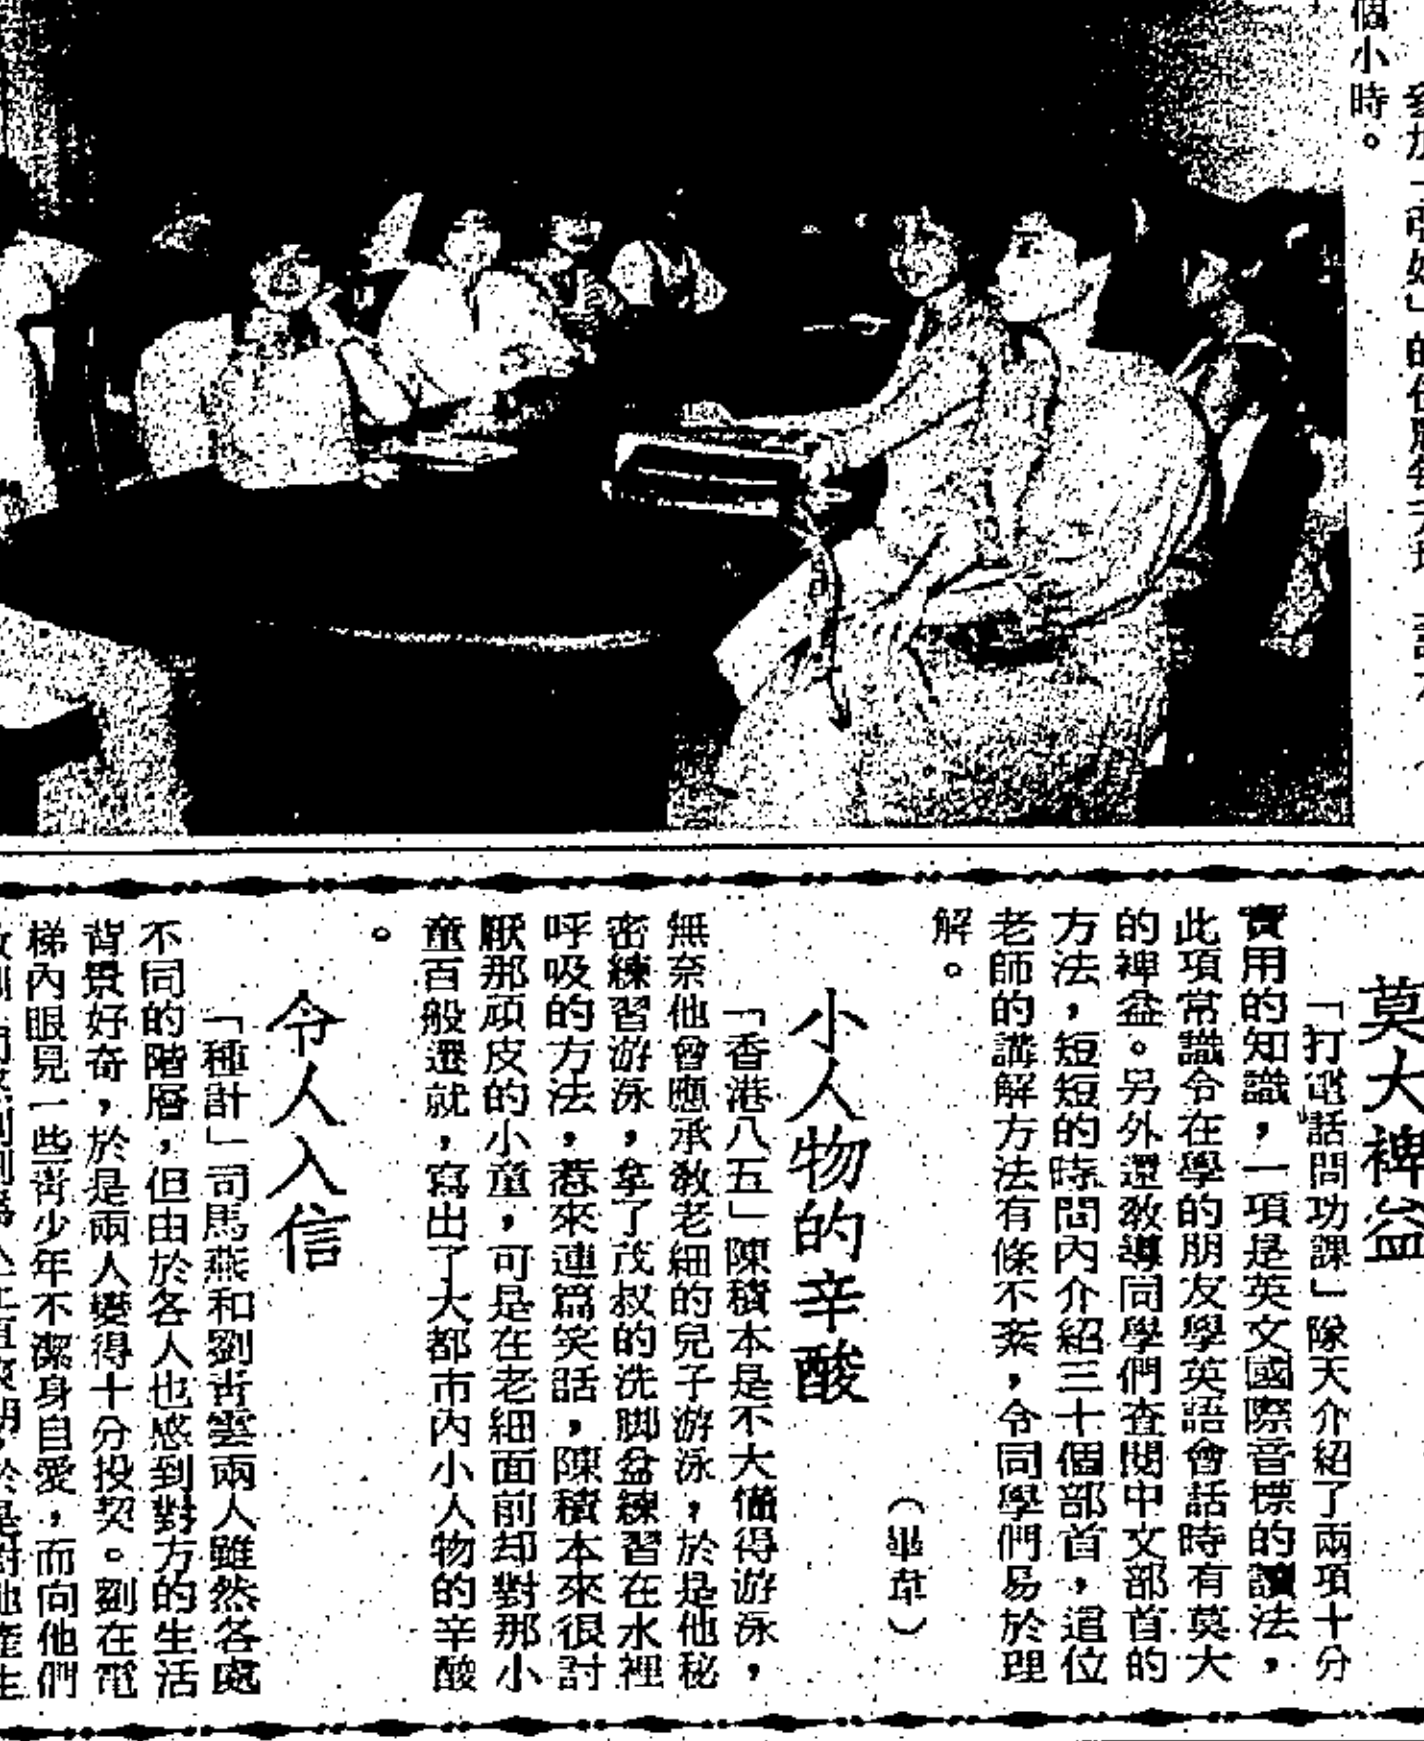 個小時。
莫大裨益
「打電話問功課」隊天介紹了兩項十分
實用的知識，一項是英文國際音標的讀法，
此項常識令在學的朋友學英語會話時有莫大
的裨益。另外還教導同學們查閱中文部首的
方法，短短的時間內介紹三十個部首，這位
老師的講解方法有條不紊，令同學們易於理
解。
小人物的辛酸
「香港八五」陳積本是不大懂得游泳，
無奈他曾應承教老細的兒子游泳，於是他秘
密練習游泳，拿了茂叔的洗脚盆練習在水裡
呼吸的方法，惹來連篇笑話，陳積本來很討
厭那頑皮的小童，可是在老細面前却對那小
童百般遷就，寫出了大都市內小人物的辛酸
。
令人入信
「種計」司馬燕和劉靑雲兩人雖然各處
不同的階層，但由於各人也感到對方的生活
背景好奇，於是兩人變得十分投契。劉在電
梯內眼見一些靑少年不潔身自愛，而向他們